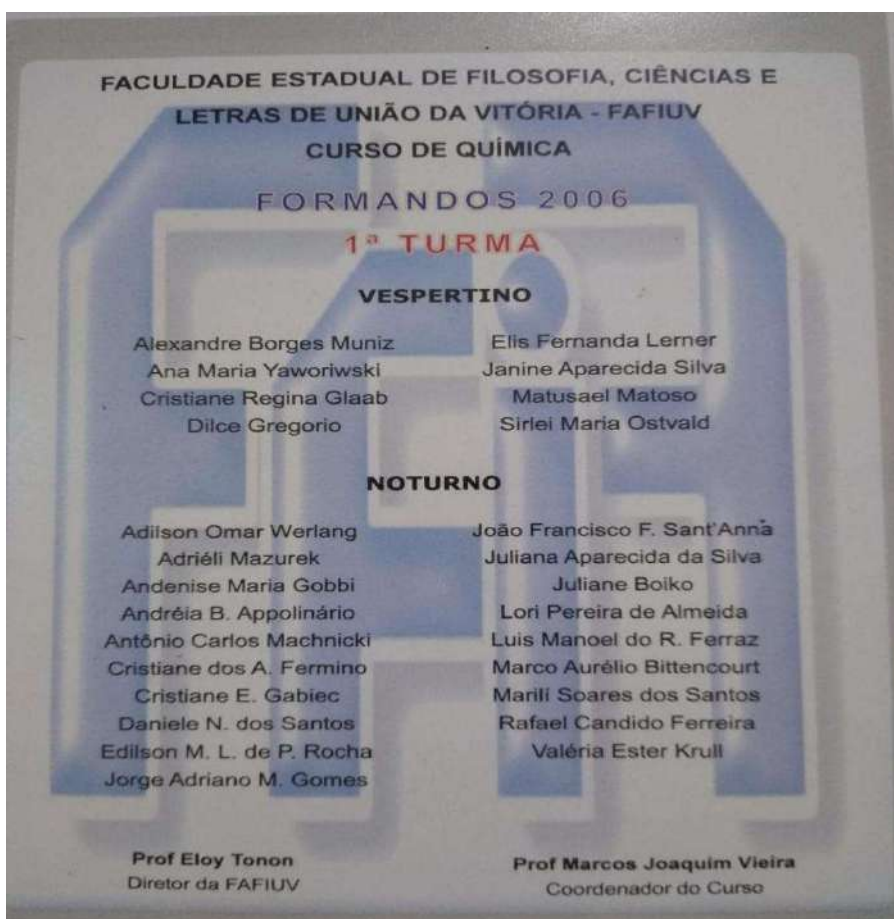 FACULDADE ESTADUAL DE FILOSOFIA, CIÊNCIAS E
LETRAS DE UNIÃO DA VITÓRIA - FAFIUV
CURSO DE QUÍMICA
FORMANDOS 2006
1ª TURMA
VESPERTINO
Alexandre Borges Muniz
Ana Maria Yaworiwski
Cristiane Regina Glaab
Dilce Gregorio
Elis Fernanda Lerner
Janine Aparecida Silva
Matusael Matoso
Sirlei Maria Ostvald
NOTURNO
Adilson Omar Werlang
Adriéli Mazurek
Andenise Maria Gobbi
Andréia B. Appolinário
Antônio Carlos Machnicki
Cristiane dos A. Fermino
Cristiane E. Gabiec
Daniele N. dos Santos
Edilson M. L. de P. Rocha
Jorge Adriano M. Gomes
João Francisco F. Sant'Anna
Juliana Aparecida da Silva
Juliane Boiko
Lori Pereira de Almeida
Luis Manoel do R. Ferraz
Marco Aurélio Bittencourt
Marili Soares dos Santos
Rafael Candido Ferreira
Valéria Ester Krull
Prof Eloy Tonon
Diretor da FAFIUV
Prof Marcos Joaquim Vieira
Coordenador do Curso